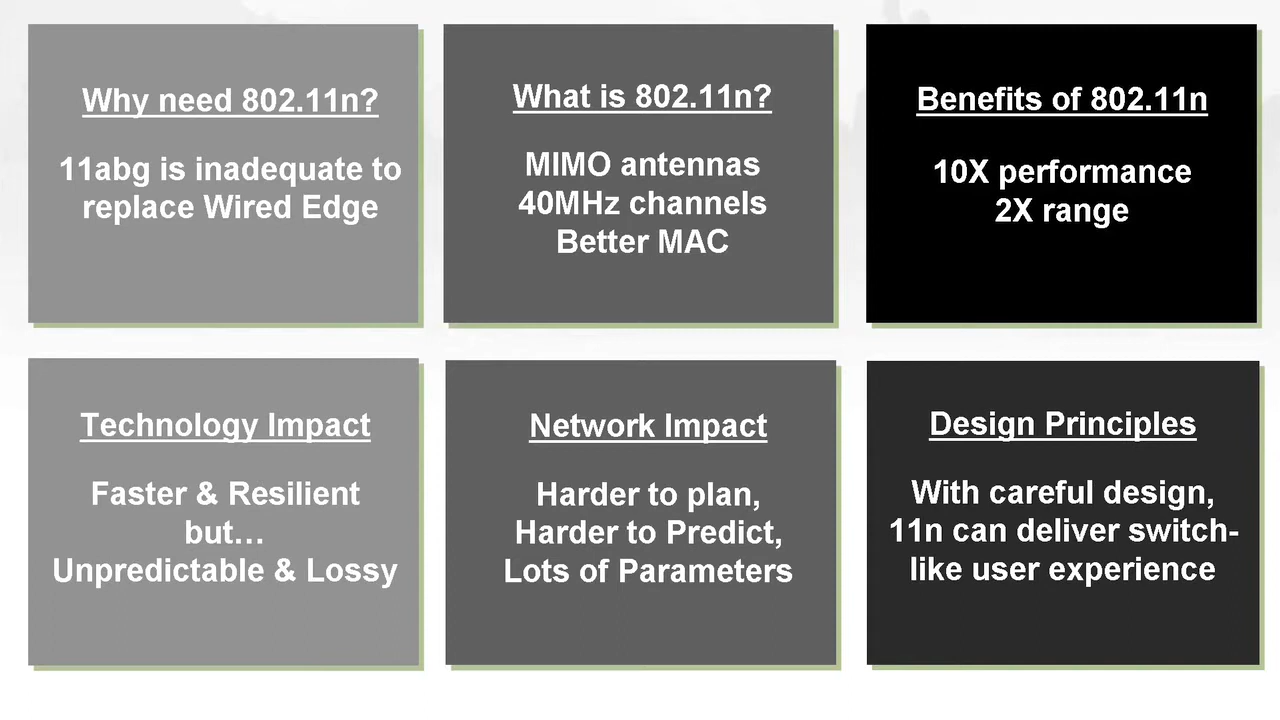 Why need 802.11n?
11abg is inadequate to
replace Wired Edge
What is 802.11n?
MIMO antennas
40MHz channels
Better MAC
Benefits of 802.11n
10X performance
2X range
Technology Impact
Faster & Resilient
but...
Unpredictable & Lossy
Network Impact
Harder to plan,
Harder to Predict,
Lots of Parameters
Design Principles
With careful design,
11n can deliver switch-
like user experience